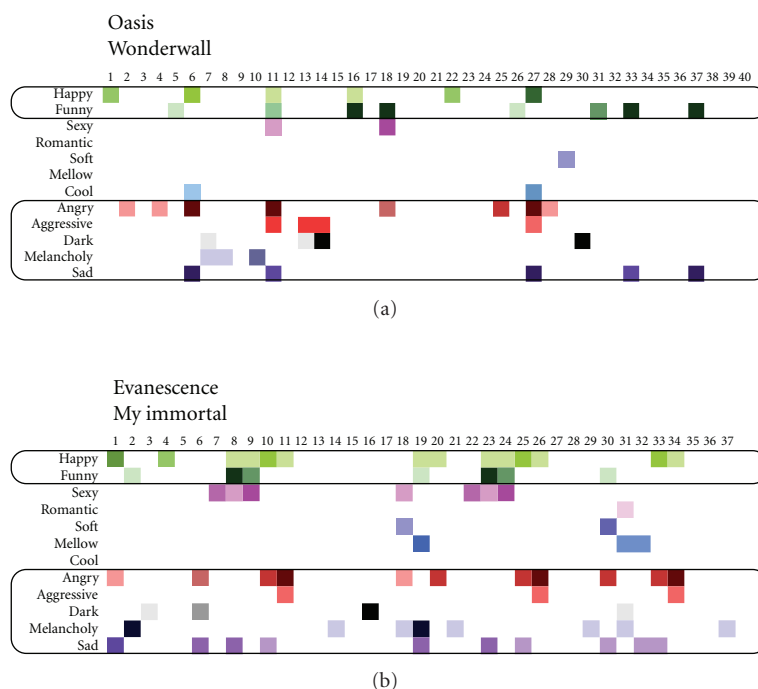 Oasis
Wonderwall
1 2 3 4 5 6 7 8 9 10 11 12 13 14 15 16 17 18 19 20 21 22 23 24 25 26 27 28 29 30 31 32 33 34 35 36 37 38 39 40
Happy
Funny
Sexy
Romantic
Soft
Mellow
Cool
Angry
Aggressive
Dark
Melancholy
Sad
(a)
Evanescence
My immortal
1 2 3 4 5 6 7 8 9 10 11 12 13 14 15 16 17 18 19 20 21 22 23 24 25 26 27 28 29 30 31 32 33 34 35 36 37
Happy
Funny
Sexy
Romantic
Soft
Mellow
Cool
Angry
Aggressive
Dark
Melancholy
Sad
(b)